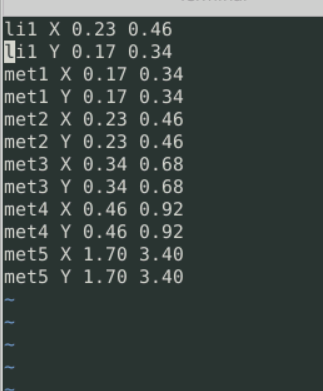 li1 X 0.23 0.46
li1 Y 0.17 0.34
met1 X 0.17 0.34
met1 Y 0.17 0.34
met2 X 0.23 0.46
met2 Y 0.23 0.46
met3 X 0.34 0.68
met3 Y 0.34 0.68
met4 X 0.46 0.92
met4 Y 0.46 0.92
met5 X 1.70 3.40
met5 Y 1.70 3.40
~
~
~
~
~